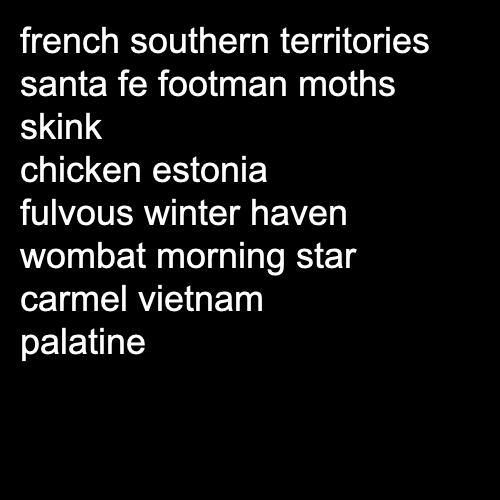 french southern territories
santa fe footman moths
skink
chicken estonia
fulvous winter haven
wombat morning star
carmel vietnam
palatine